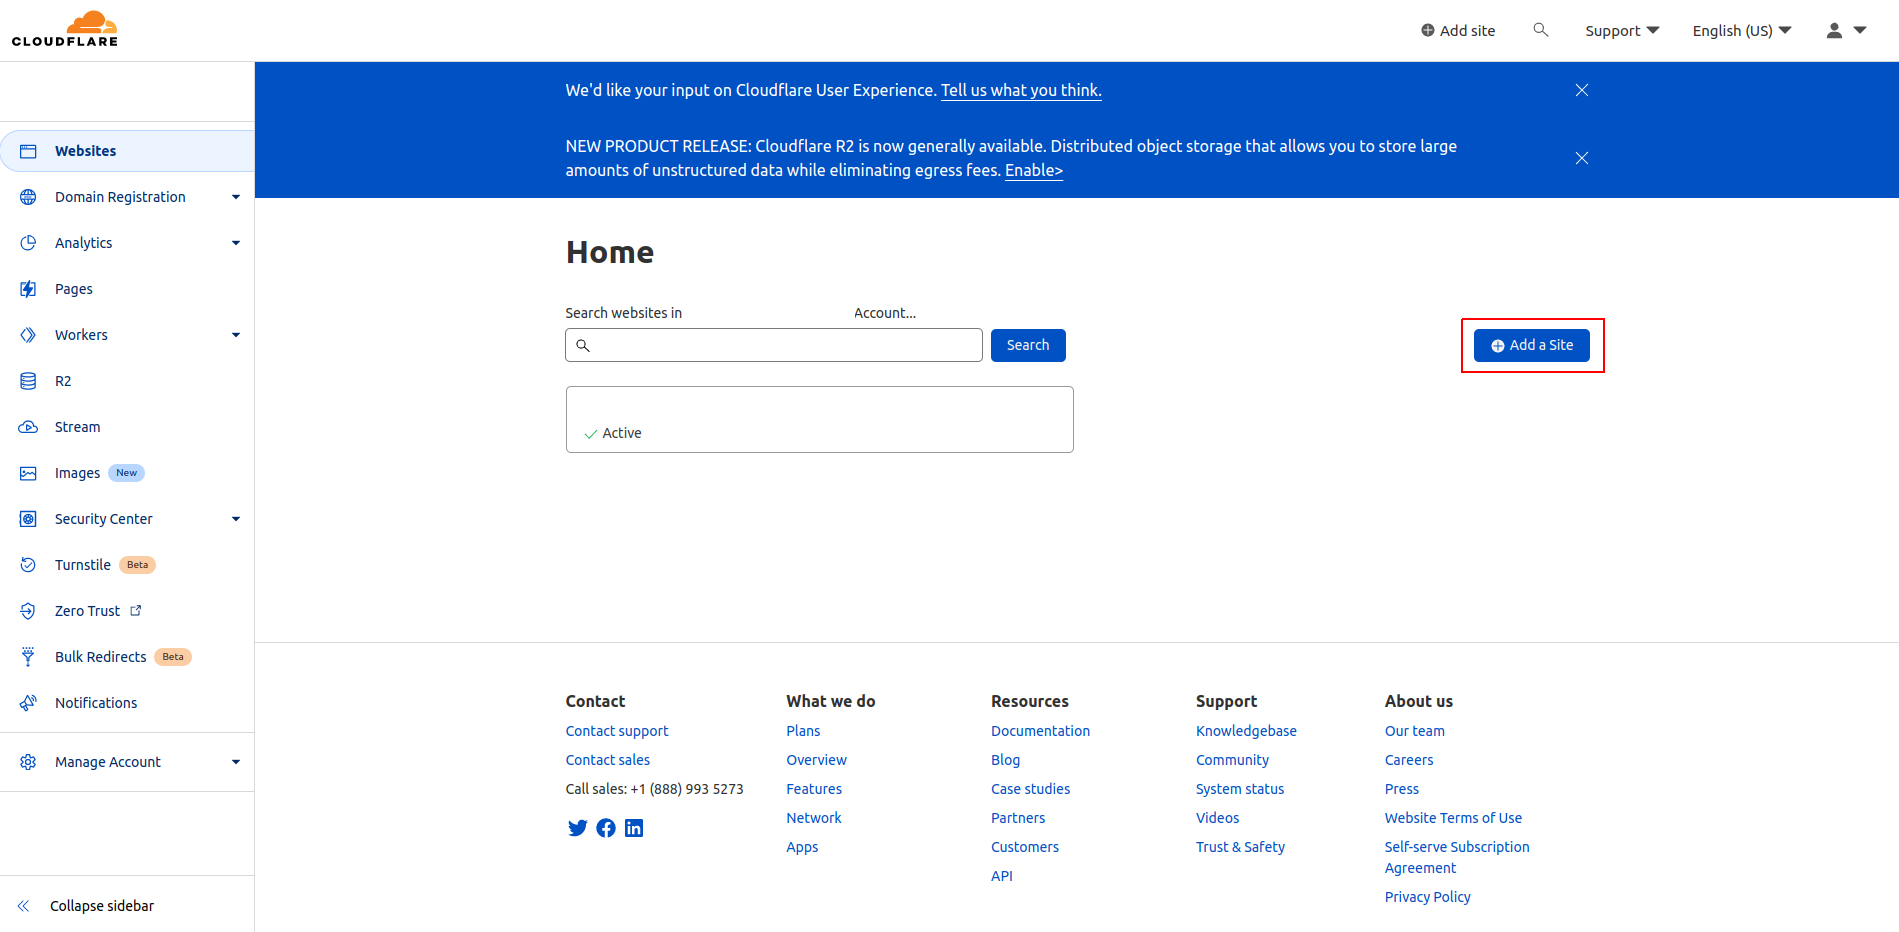 CLOUDFLARE
Add site
Support
English (US)
Websites
Domain Registration
Analytics
Pages
Workers
R2
Stream
Images New
Security Center
Turnstile Beta
Zero Trust
Bulk Redirects Beta
Notifications
Manage Account
Collapse sidebar
We'd like your input on Cloudflare User Experience. Tell us what you think.
NEW PRODUCT RELEASE: Cloudflare R2 is now generally available. Distributed object storage that allows you to store large
amounts of unstructured data while eliminating egress fees. Enable>
Home
Search websites in Account...
Search
Add a Site
Active
Contact
Contact support
Contact sales
Call sales: +1 (888) 993 5273
What we do
Plans
Overview
Features
Network
Apps
Resources
Documentation
Blog
Case studies
Partners
Customers
API
Support
Knowledgebase
Community
System status
Videos
Trust & Safety
About us
Our team
Careers
Press
Website Terms of Use
Self-serve Subscription
Agreement
Privacy Policy